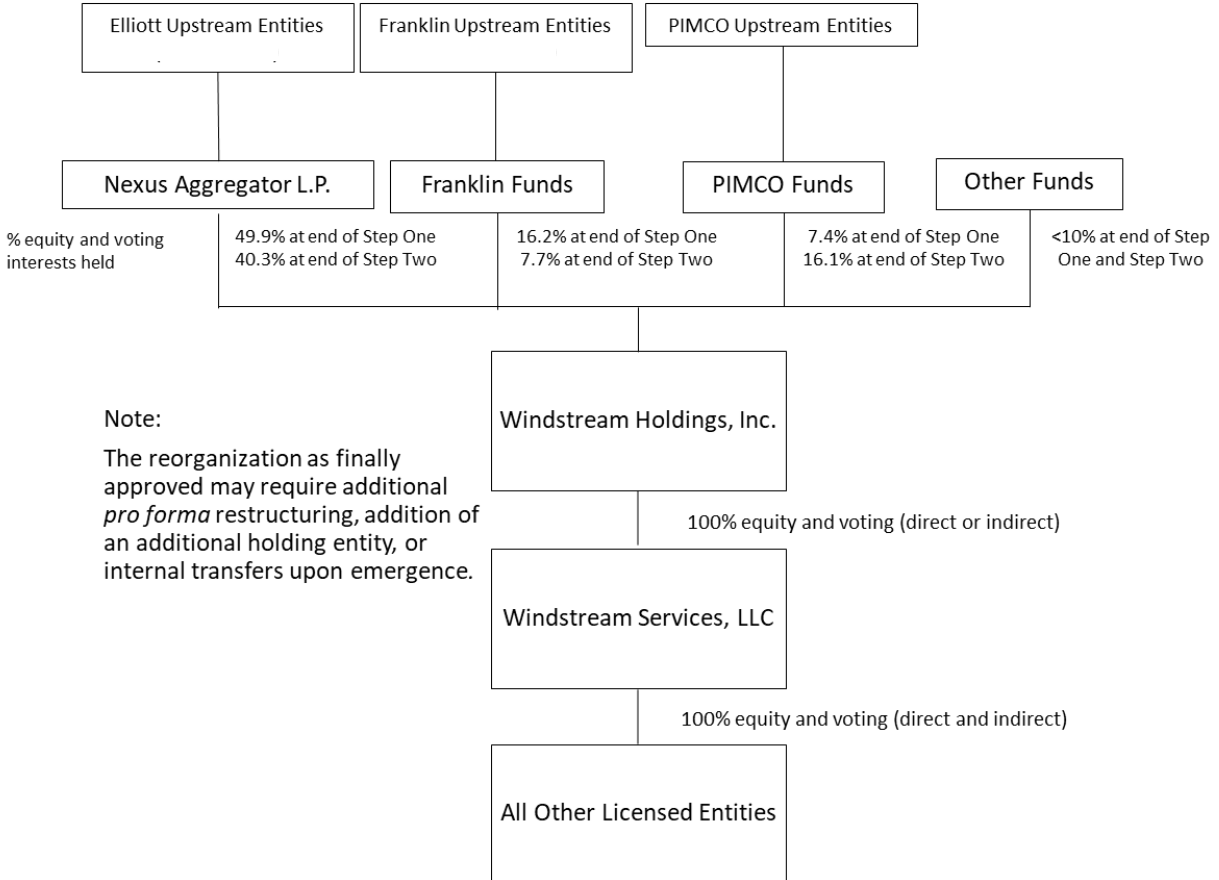 Elliott Upstream Entities
Franklin Upstream Entities
PIMCO Upstream Entities
Nexus Aggregator L.P.
Franklin Funds
PIMCO Funds
Other Funds
% equity and voting
interests held
49.9% at end of Step One
40.3% at end of Step Two
16.2% at end of Step One
7.7% at end of Step Two
7.4% at end of Step One
16.1% at end of Step Two
<10% at end of Step
One and Step Two
Windstream Holdings, Inc.
Note:
The reorganization as finally
approved may require additional
pro forma restructuring, addition of
an additional holding entity, or
internal transfers upon emergence.
100% equity and voting (direct or indirect)
Windstream Services, LLC
100% equity and voting (direct and indirect)
All Other Licensed Entities